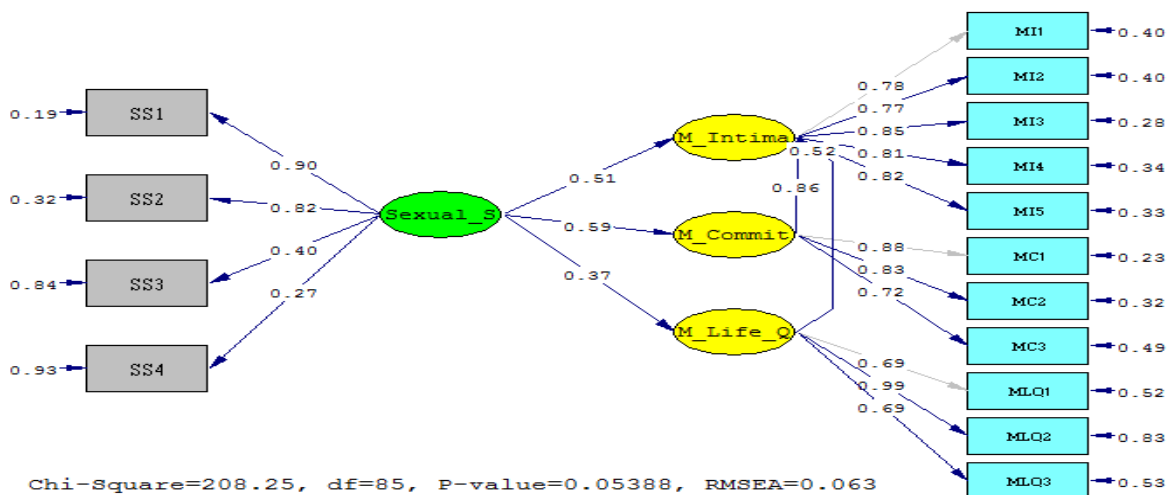 0.19 SS1
0.32 SS2
0.84 SS3
0.93 SS4
0.90
0.82
0.40
0.27
Sexual_S
0.51
0.59
0.37
M_Intima
M_Commit
M_Life_Q
0.52
0.86
0.78
0.77
0.85
0.81
0.82
0.88
0.83
0.72
0.69
0.99
0.69
MI1 0.40
MI2 0.40
MI3 0.28
MI4 0.34
MI5 0.33
MC1 0.23
MC2 0.32
MC3 0.49
MLQ1 0.52
MLQ2 0.83
MLQ3 0.53
Chi-Square=208.25, df=85, P-value=0.05388, RMSEA=0.063